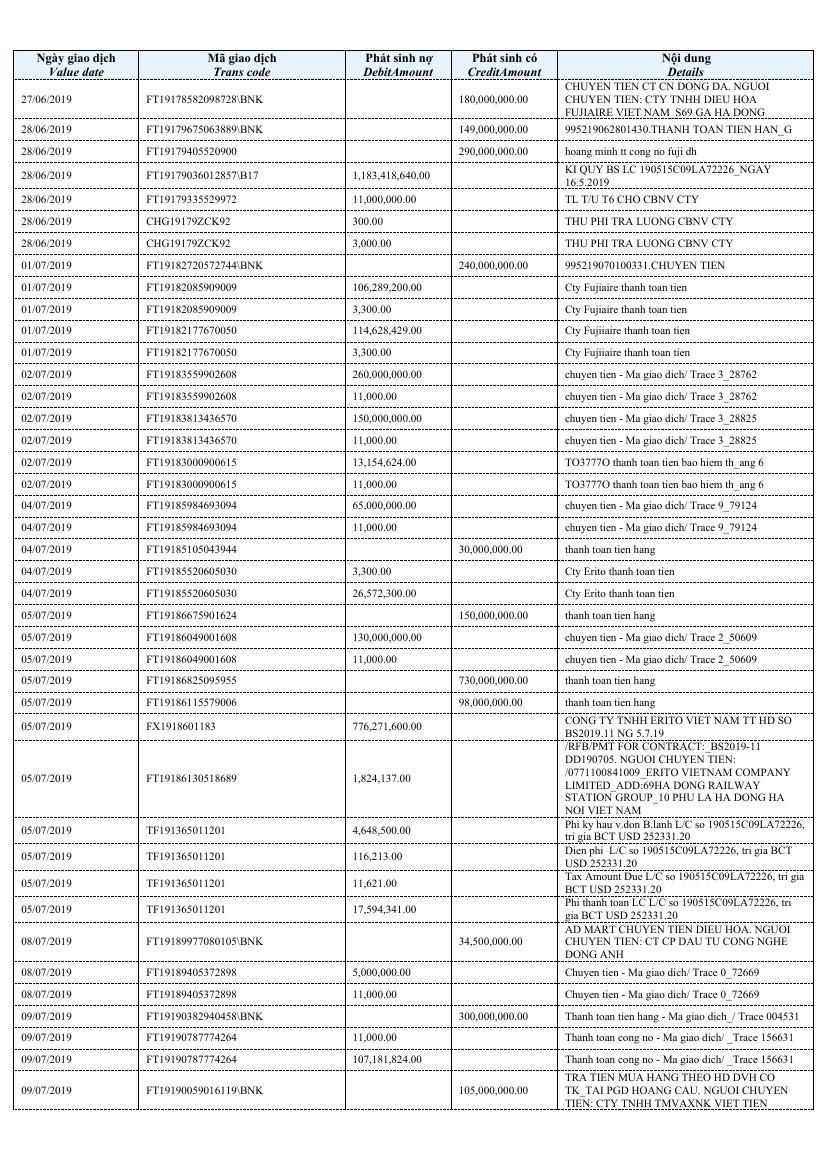 Ngày giao dịch Mã giao dịch Phát sinh nợ Phát sinh có Nội dung
Value date Trans code DebitAmount CreditAmount Details
27/06/2019 FT19178582098728\BNK 180,000,000.00 CHUYEN TIEN CT CN DONG DA. NGUOI
CHUYEN TIEN: CTY TNHH DIEU HOA
FUJIAIRE VIET NAM_S69 GA HA DONG
28/06/2019 FT19179675063889\BNK 149,000,000.00 995219062801430.THANH TOAN TIEN HAN_G
28/06/2019 FT19179405520900 290,000,000.00 hoang minh tt cong no fuji dh
28/06/2019 FT19179036012857\B17 1,183,418,640.00 KI QUY BS LC 190515C09LA72226_NGAY
16.5.2019
28/06/2019 FT19179335529972 11,000,000.00 TL T/U T6 CHO CBNV CTY
28/06/2019 CHG19179ZCK92 300.00 THU PHI TRA LUONG CBNV CTY
28/06/2019 CHG19179ZCK92 3,000.00 THU PHI TRA LUONG CBNV CTY
01/07/2019 FT19182720572744\BNK 240,000,000.00 995219070100331.CHUYEN TIEN
01/07/2019 FT19182085909009 106,289,200.00 Cty Fujiaire thanh toan tien
01/07/2019 FT19182085909009 3,300.00 Cty Fujiaire thanh toan tien
01/07/2019 FT19182177670050 114,628,429.00 Cty Fujiiaire thanh toan tien
01/07/2019 FT19182177670050 3,300.00 Cty Fujiiaire thanh toan tien
02/07/2019 FT19183559902608 260,000,000.00 chuyen tien - Ma giao dich/ Trace 3_28762
02/07/2019 FT19183559902608 11,000.00 chuyen tien - Ma giao dich/ Trace 3_28762
02/07/2019 FT19183813436570 150,000,000.00 chuyen tien - Ma giao dich/ Trace 3_28825
02/07/2019 FT19183813436570 11,000.00 chuyen tien - Ma giao dich/ Trace 3_28825
02/07/2019 FT19183000900615 13,154,624.00 TO3777O thanh toan tien bao hiem th_ang 6
02/07/2019 FT19183000900615 11,000.00 TO3777O thanh toan tien bao hiem th_ang 6
04/07/2019 FT19185984693094 65,000,000.00 chuyen tien - Ma giao dich/ Trace 9_79124
04/07/2019 FT19185984693094 11,000.00 chuyen tien - Ma giao dich/ Trace 9_79124
04/07/2019 FT19185105043944 30,000,000.00 thanh toan tien hang
04/07/2019 FT19185520605030 3,300.00 Cty Erito thanh toan tien
04/07/2019 FT19185520605030 26,572,300.00 Cty Erito thanh toan tien
05/07/2019 FT19186675901624 150,000,000.00 thanh toan tien hang
05/07/2019 FT19186049001608 130,000,000.00 chuyen tien - Ma giao dich/ Trace 2_50609
05/07/2019 FT19186049001608 11,000.00 chuyen tien - Ma giao dich/ Trace 2_50609
05/07/2019 FT19186825095955 730,000,000.00 thanh toan tien hang
05/07/2019 FT19186115579006 98,000,000.00 thanh toan tien hang
05/07/2019 FX1918601183 776,271,600.00 CONG TY TNHH ERITO VIET NAM TT HD SO
BS2019.11 NG 5.7.19
05/07/2019 FT19186130518689 1,824,137.00 /RFB/PMT FOR CONTRACT:_BS2019-11
DD190705. NGUOI CHUYEN TIEN:
/0771100841009_ERITO VIETNAM COMPANY
LIMITED_ADD:69HA DONG RAILWAY
STATION GROUP_10 PHU LA HA DONG HA
NOI VIET NAM
05/07/2019 TF191365011201 4,648,500.00 Phi ky hau v.don B.lanh L/C so 190515C09LA72226,
tri gia BCT USD 252331.20
05/07/2019 TF191365011201 116,213.00 Dien phi  L/C so 190515C09LA72226, tri gia BCT
USD 252331.20
05/07/2019 TF191365011201 11,621.00 Tax Amount Due L/C so 190515C09LA72226, tri gia
BCT USD 252331.20
05/07/2019 TF191365011201 17,594,341.00 Phi thanh toan LC L/C so 190515C09LA72226, tri
gia BCT USD 252331.20
08/07/2019 FT19189977080105\BNK 34,500,000.00 AD MART CHUYEN TIEN DIEU HOA. NGUOI
CHUYEN TIEN: CT CP DAU TU CONG NGHE
DONG ANH
08/07/2019 FT19189405372898 5,000,000.00 Chuyen tien - Ma giao dich/ Trace 0_72669
08/07/2019 FT19189405372898 11,000.00 Chuyen tien - Ma giao dich/ Trace 0_72669
09/07/2019 FT19190382940458\BNK 300,000,000.00 Thanh toan tien hang - Ma giao dich_/ Trace 004531
09/07/2019 FT19190787774264 11,000.00 Thanh toan cong no - Ma giao dich/ _Trace 156631
09/07/2019 FT19190787774264 107,181,824.00 Thanh toan cong no - Ma giao dich/ _Trace 156631
09/07/2019 FT19190059016119\BNK 105,000,000.00 TRA TIEN MUA HANG THEO HD DVH CO
TK_TAI PGD HOANG CAU. NGUOI CHUYEN
TIEN: CTY TNHH TMVAXNK VIET TIEN